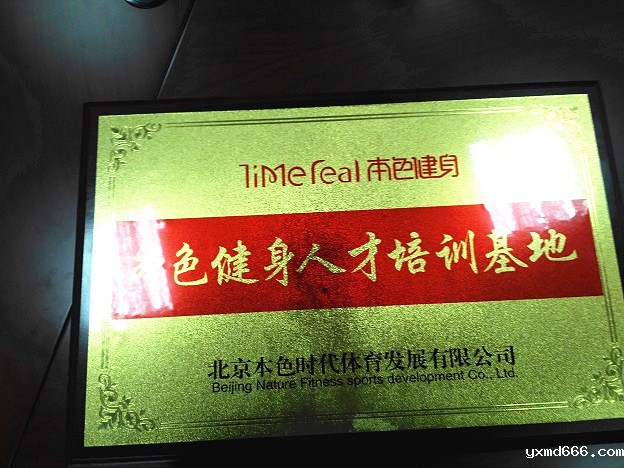 TiMereal 本色健身
本色健身人才培训基地
北京本色时代体育发展有限公司
Beijing Nature Fitness sports development Co., Ltd.
yxmd666.com